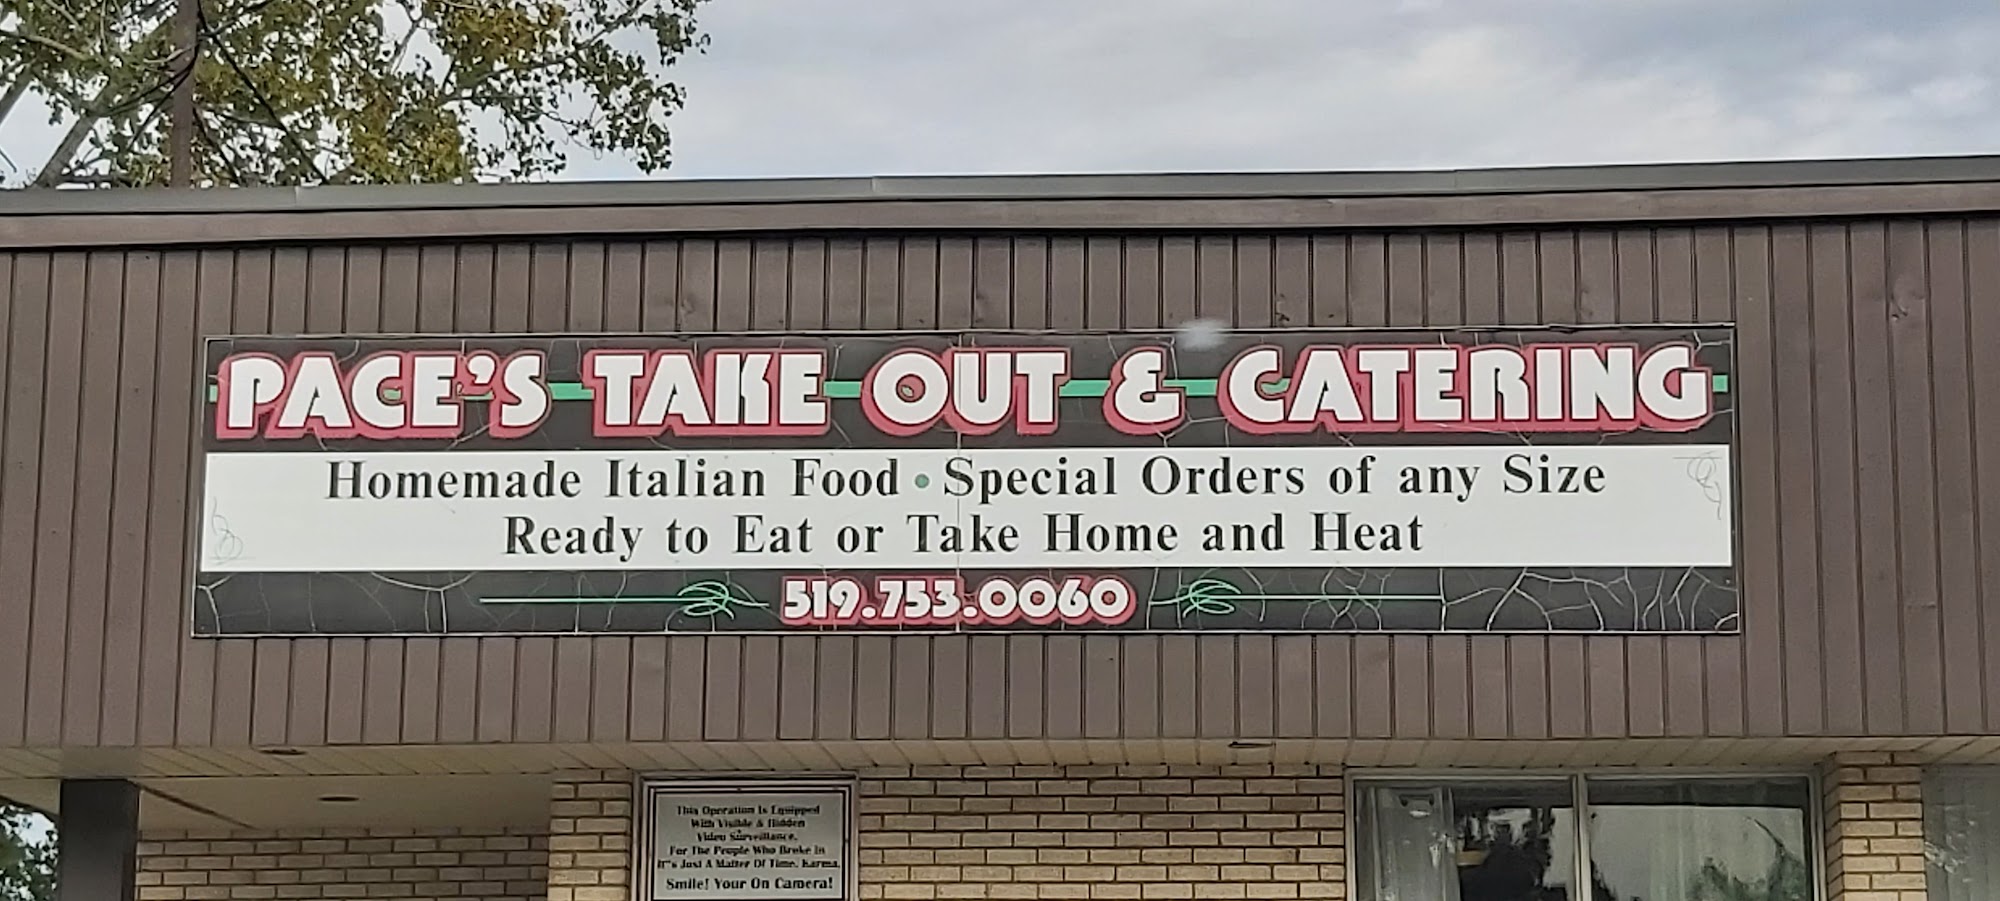 PACE'S TAKE OUT & CATERING
Homemade Italian Food • Special Orders of any Size
Ready to Eat or Take Home and Heat
519.753.0060
This Operation Is Equipped
With Visible & Hidden
Video Surveillance.
For The People Who Broke In
It"s Just A Matter Of Time. Karma.
Smile! Your On Camera!